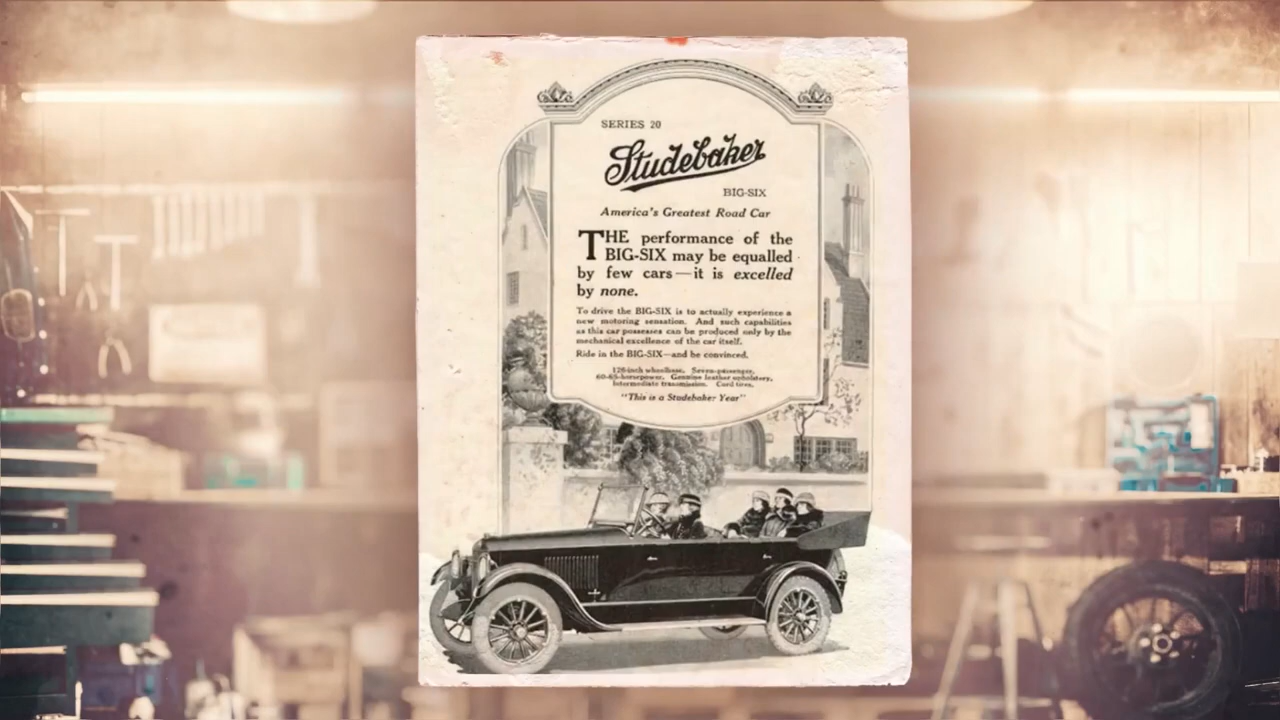 SERIES 20
Studebaker
BIG-SIX
America's Greatest Road Car
THE performance of the
BIG-SIX may be equalled
by few cars—it is excelled
by none.
To drive the BIG-SIX is to actually experience a
new motoring sensation. And such capabilities
as this car possesses can be produced only by the
mechanical excellence of the car itself.
Ride in the BIG-SIX—and be convinced.
126-inch wheelbase. Seven-passenger.
60-65-horsepower. Genuine leather upholstery,
Intermediate transmission. Cord tires.
"This is a Studebaker Year"